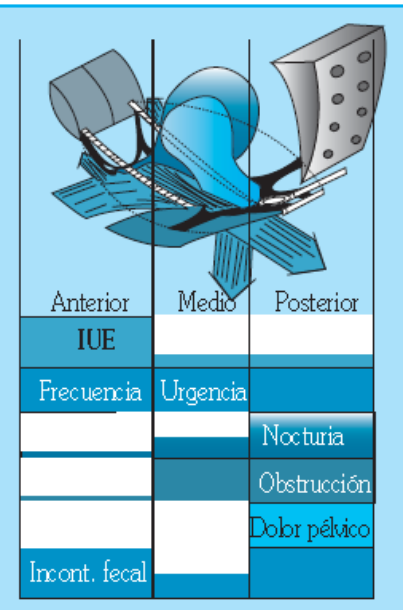 Anterior Medio Posterior
IUE
Frecuencia Urgencia
Nocturia
Obstrucción
Dolor pélvico
Incont. fecal